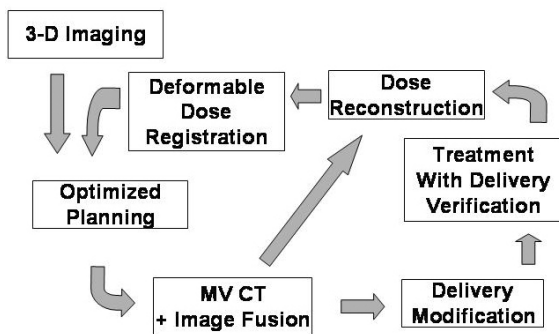 3-D Imaging
Deformable
Dose
Registration
Dose
Reconstruction
Optimized
Planning
Treatment
With Delivery
Verification
MV CT
+ Image Fusion
Delivery
Modification